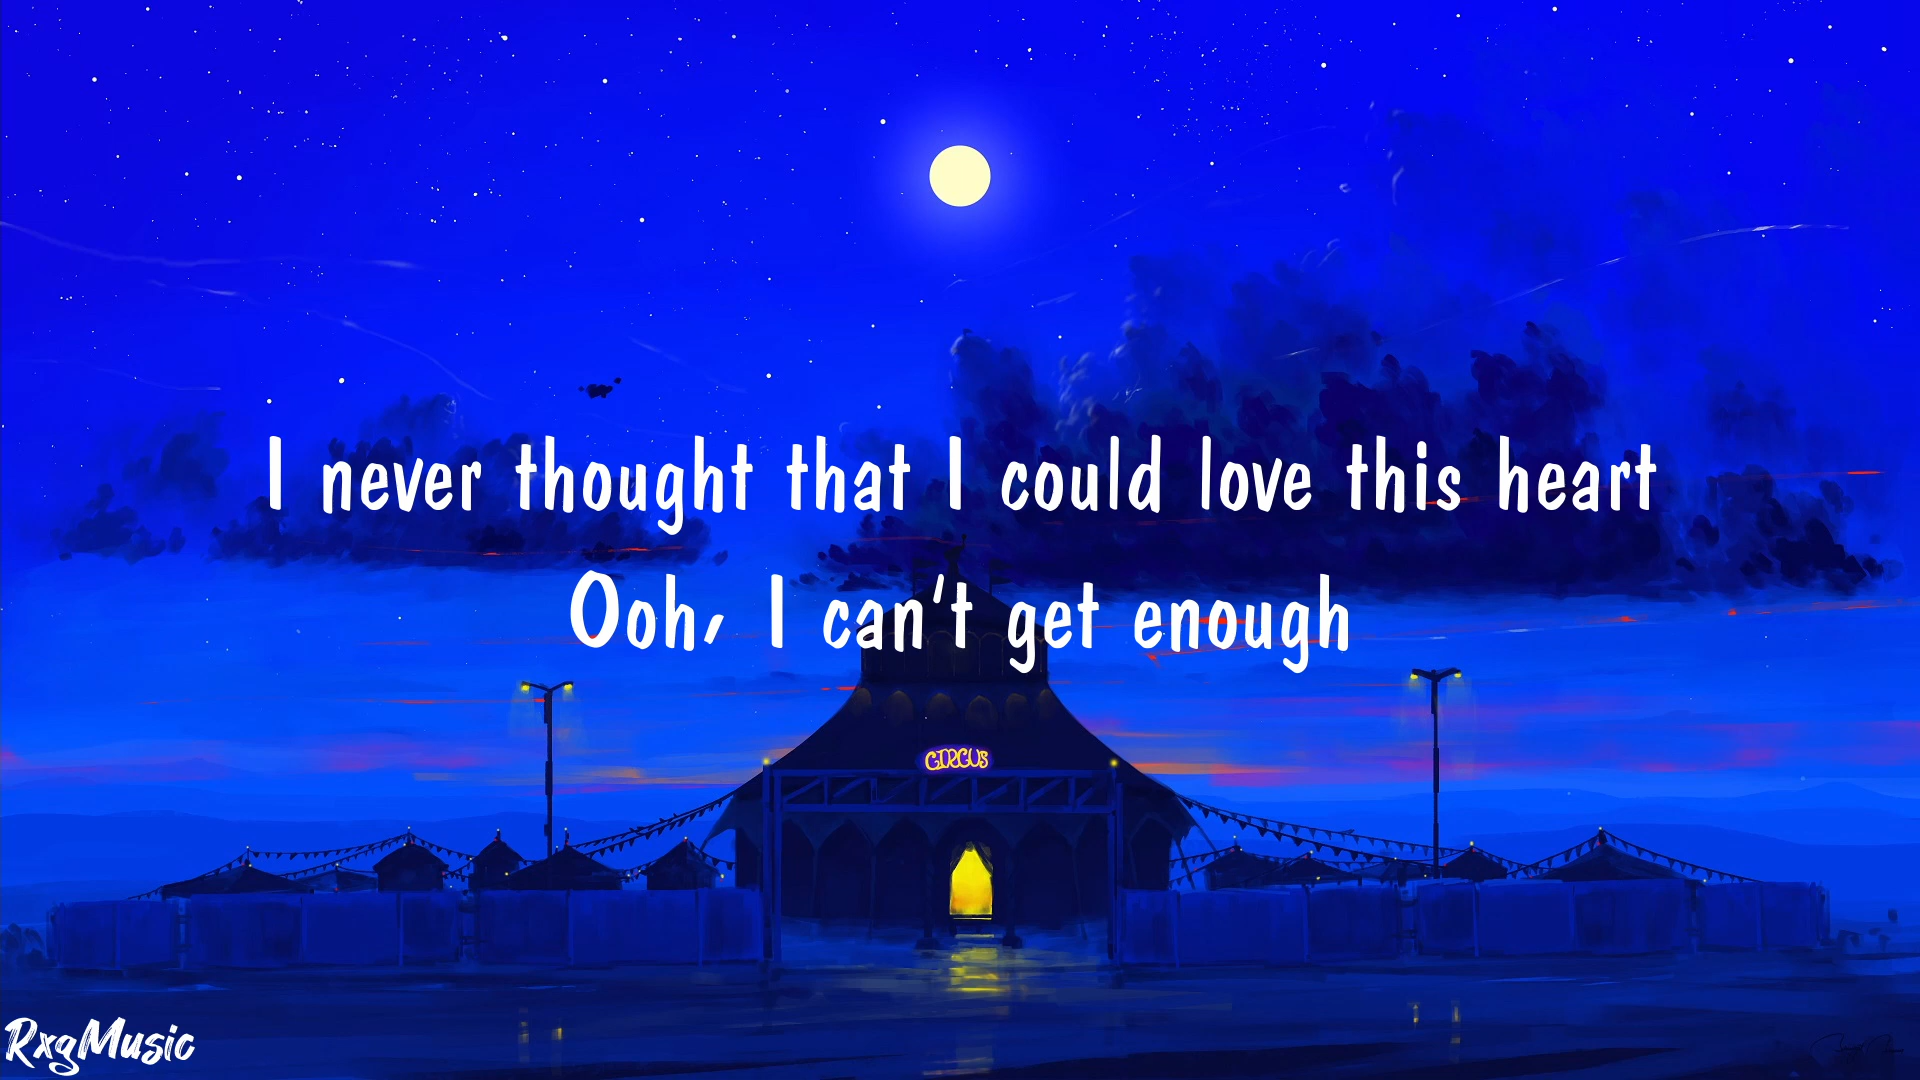 I never thought that I could love this heart
Ooh, I can't get enough
CIRCUS
RxgMusic